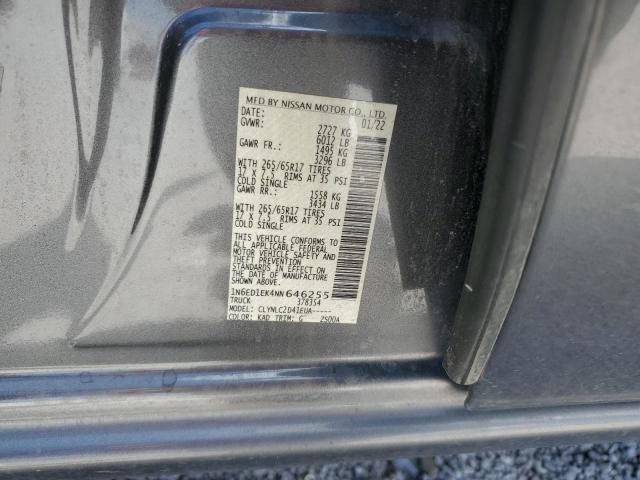 MFD BY NISSAN MOTOR CO., LTD.
DATE: 01/22
GVWR: 2727 KG
6012 LB
GAWR FR.: 1495 KG
3296 LB
WITH 265/65R17 TIRES
17 X 7.5 RIMS AT 35 PSI
COLD SINGLE
GAWR RR.: 1558 KG
3434 LB
WITH 265/65R17 TIRES
17 X 7.5 RIMS AT 35 PSI
COLD SINGLE
THIS VEHICLE CONFORMS TO
ALL APPLICABLE FEDERAL
MOTOR VEHICLE SAFETY AND
THEFT PREVENTION
STANDARDS IN EFFECT ON
THE DATE OF MANUFACTURE
SHOWN ABOVE.
1N6ED1EK4NN646255
TRUCK 378354
MODEL: CLYNLC2D41EUA-----
COLOR: KAD TRIM: G 2500A